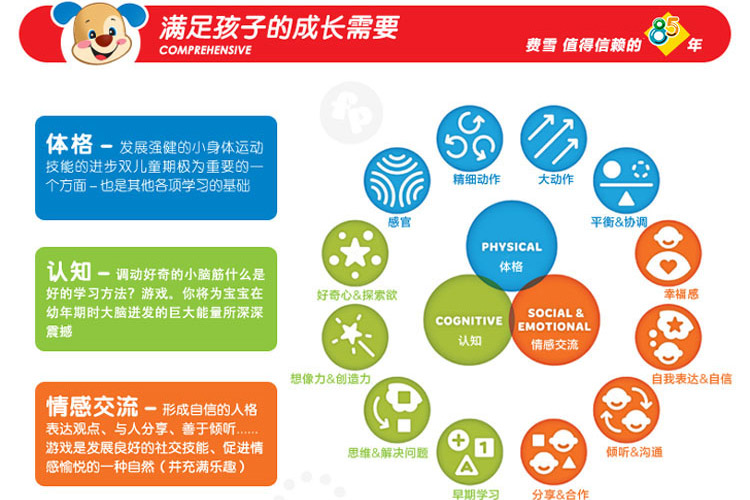 满足孩子的成长需要
COMPREHENSIVE
费雪 值得信赖的 85 年
fp
体格 – 发展强健的小身体运动
技能的进步双儿童期极为重要的一
个方面 – 也是其他各项学习的基础
认知 – 调动好奇的小脑筋什么是
好的学习方法?游戏。你将为宝宝在
幼年期时大脑迸发的巨大能量所深深
震撼
情感交流 – 形成自信的人格
表达观点、与人分享、善于倾听......
游戏是发展良好的社交技能、促进情
感愉悦的一种自然(并充满乐趣)
精细动作
大动作
感官
平衡&协调
好奇心&探索欲
幸福感
想像力&创造力
自我表达&自信
思维&解决问题
倾听&沟通
1
早期学习
分享&合作
PHYSICAL
体格
COGNITIVE
认知
SOCIAL &
EMOTIONAL
情感交流